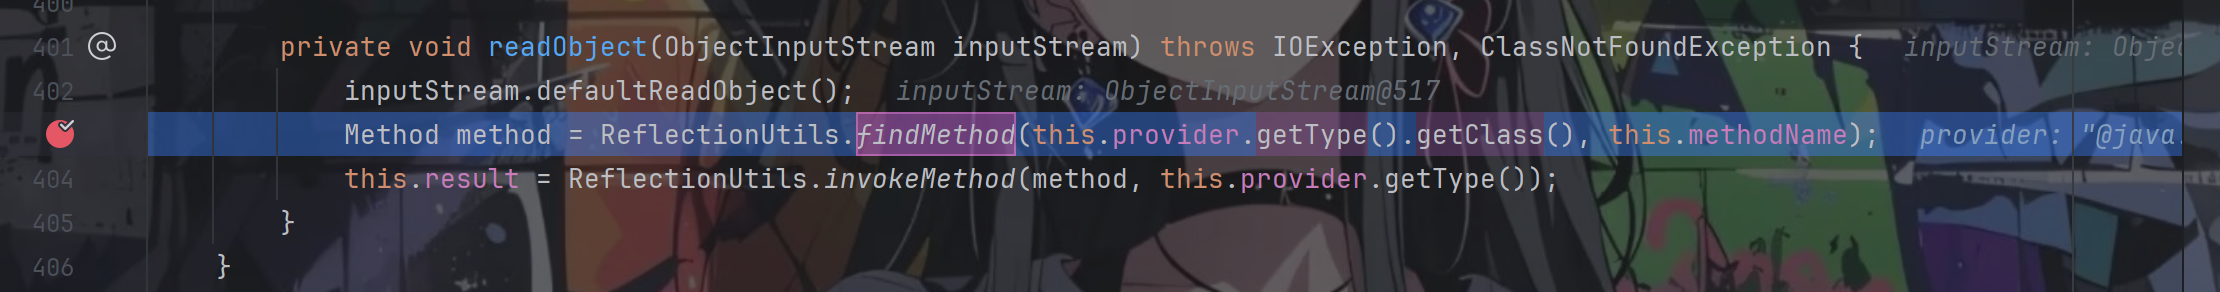 400
401 @ private void readObject(ObjectInputStream inputStream) throws IOException, ClassNotFoundException { inputStream: Objec
402 inputStream.defaultReadObject(); inputStream: ObjectInputStream@517
Method method = ReflectionUtils.findMethod(this.provider.getType().getClass(), this.methodName); provider: "@java.
404 this.result = ReflectionUtils.invokeMethod(method, this.provider.getType());
405 }
406 }